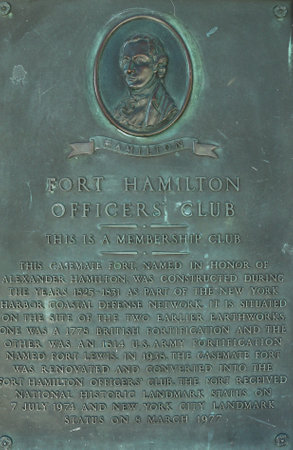 HAMILTON
FORT HAMILTON
OFFICERS' CLUB
THIS IS A MEMBERSHIP CLUB
THIS CASEMATE FORT, NAMED IN HONOR OF
ALEXANDER HAMILTON, WAS CONSTRUCTED DURING
THE YEARS 1825-1831 AS PART OF THE NEW YORK
HARBOR COASTAL DEFENSE NETWORK. IT IS SITUATED
ON THE SITE OF THE TWO EARLIER EARTHWORKS.
ONE WAS A 1776 BRITISH FORTIFICATION AND THE
OTHER WAS AN 1814 U.S. ARMY FORTIFICATION
NAMED FORT LEWIS. IN 1938, THE CASEMATE FORT
WAS RENOVATED AND CONVERTED INTO THE
FORT HAMILTON OFFICERS' CLUB. THE FORT RECEIVED
NATIONAL HISTORIC LANDMARK STATUS ON
7 JULY 1974 AND NEW YORK CITY LANDMARK
STATUS ON 8 MARCH 1977.